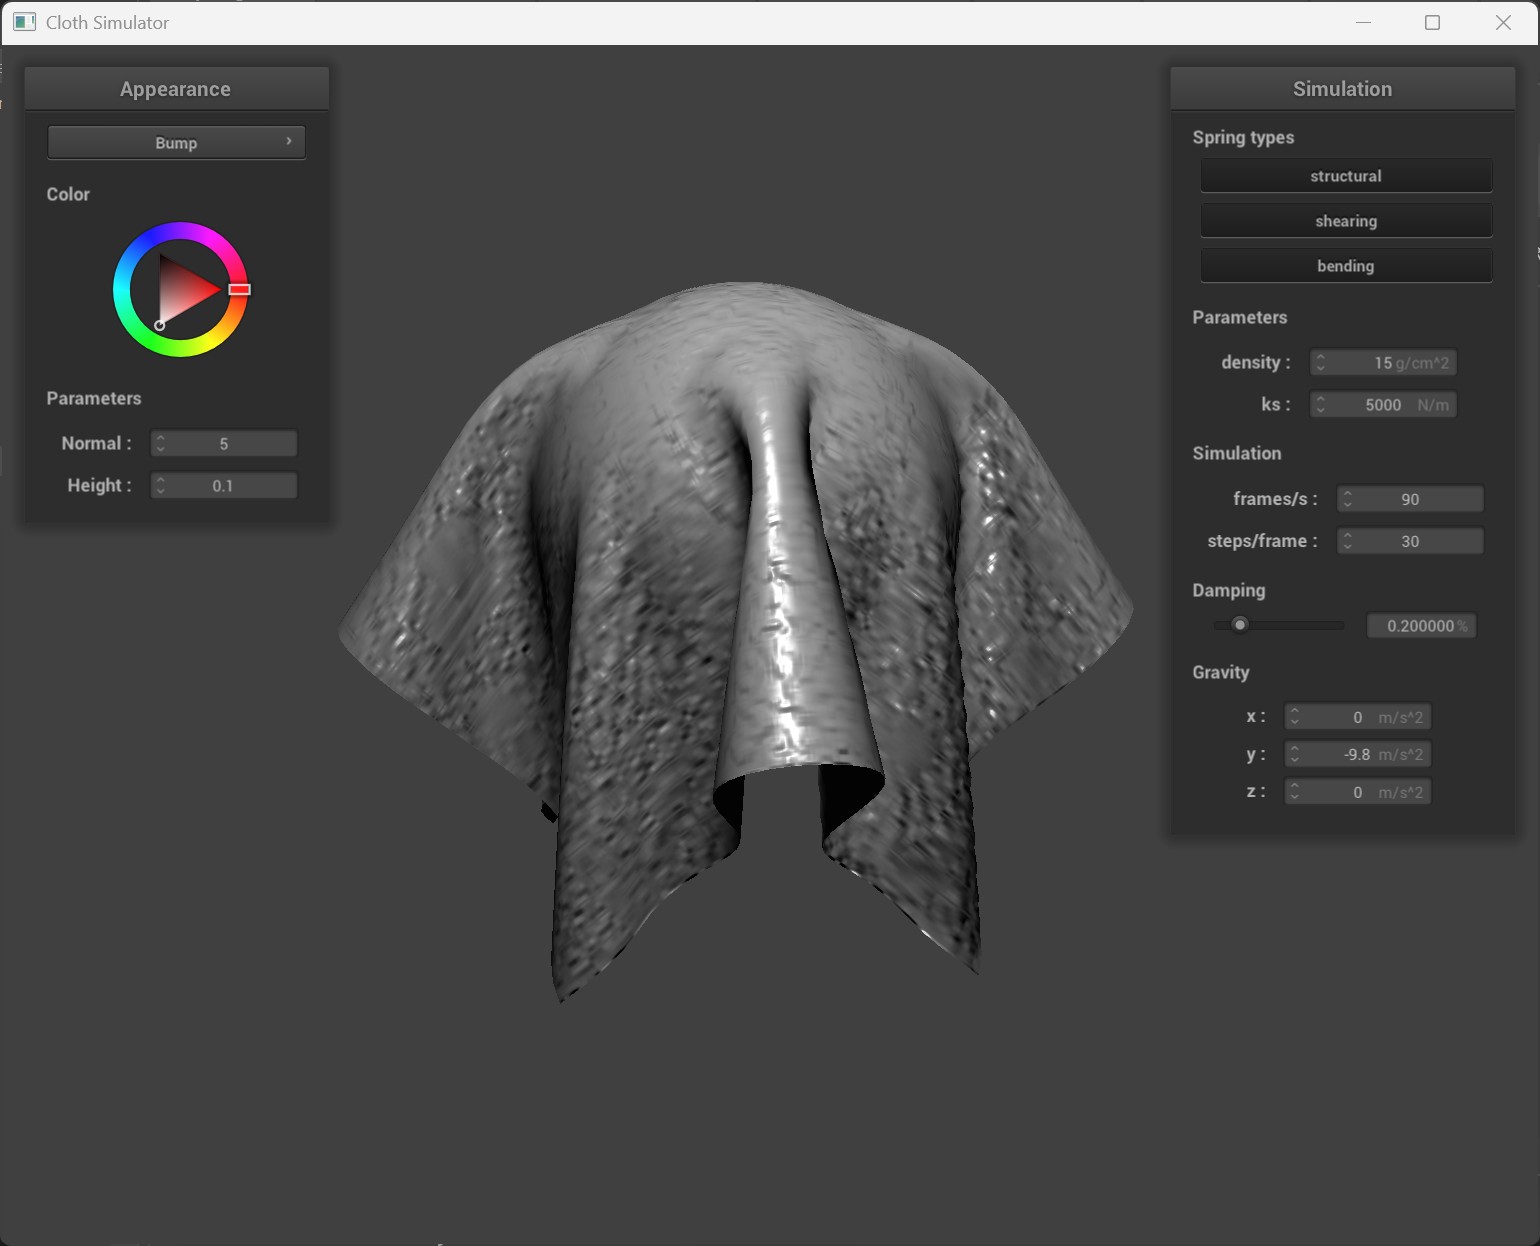 Cloth Simulator
Appearance
Bump
Color
Parameters
Normal : 5
Height : 0.1
Simulation
Spring types
structural
shearing
bending
Parameters
density : 15 g/cm^2
ks : 5000 N/m
Simulation
frames/s : 90
steps/frame : 30
Damping
0.200000 %
Gravity
x : 0 m/s^2
y : -9.8 m/s^2
z : 0 m/s^2